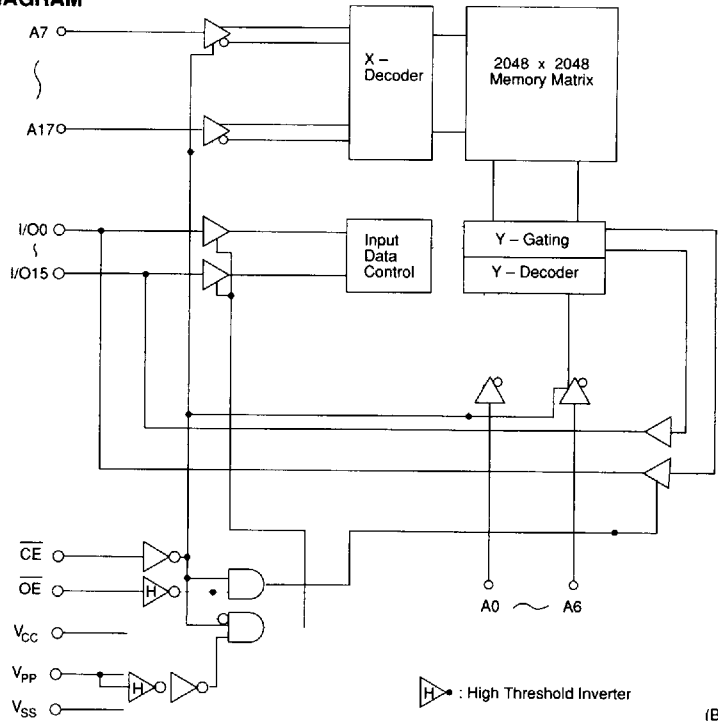 AGRAM
A7
A17
X –
Decoder
2048 x 2048
Memory Matrix
I/O0
I/O15
Input
Data
Control
Y – Gating
Y – Decoder
CE
OE
H
A0
A6
VCC
VPP
H
VSS
H : High Threshold Inverter
(B